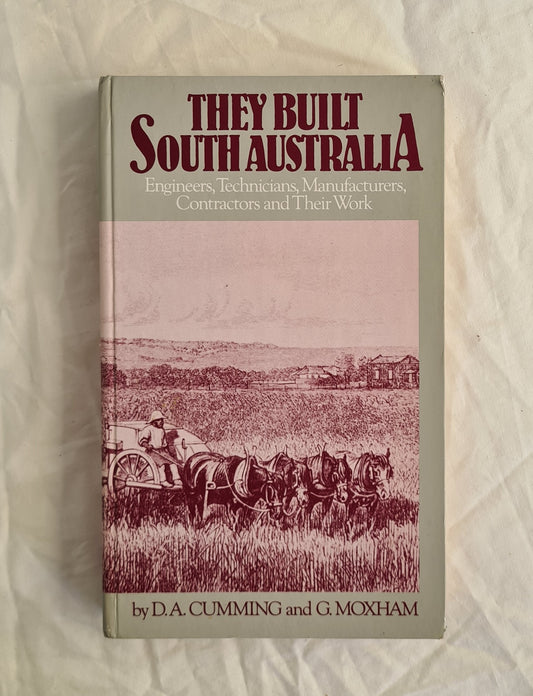 THEY BUILT
SOUTH AUSTRALIA
Engineers, Technicians, Manufacturers,
Contractors and Their Work
by D. A. CUMMING and G. MOXHAM